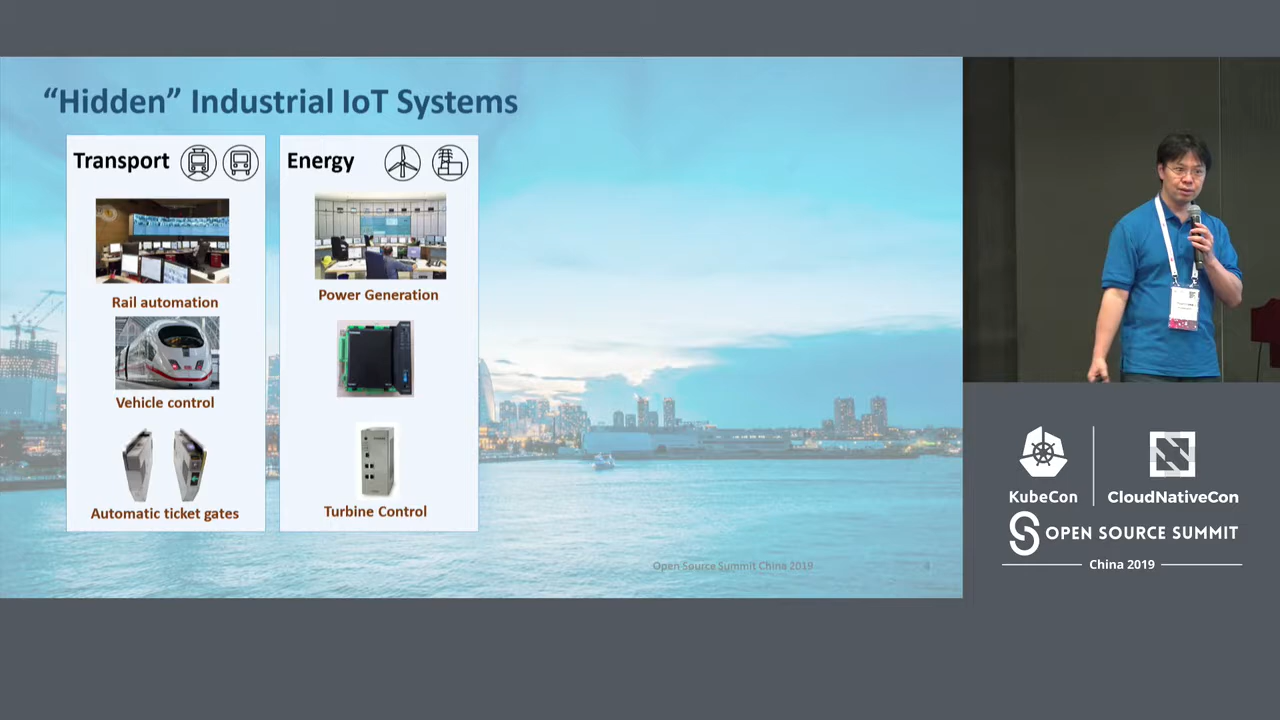 “Hidden” Industrial IoT Systems
Transport
Rail automation
Vehicle control
Automatic ticket gates
Energy
Power Generation
Turbine Control
Open Source Summit China 2019
4
KubeCon
CloudNativeCon
OPEN SOURCE SUMMIT
China 2019